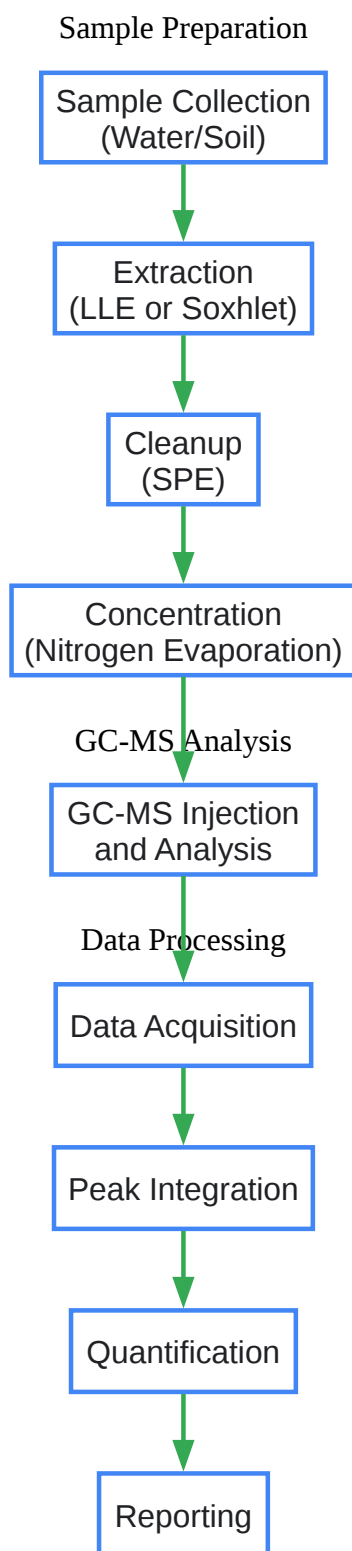 Sample Preparation
Sample Collection
(Water/Soil)
Extraction
(LLE or Soxhlet)
Cleanup
(SPE)
Concentration
(Nitrogen Evaporation)
GC-MS Analysis
GC-MS Injection
and Analysis
Data Processing
Data Acquisition
Peak Integration
Quantification
Reporting